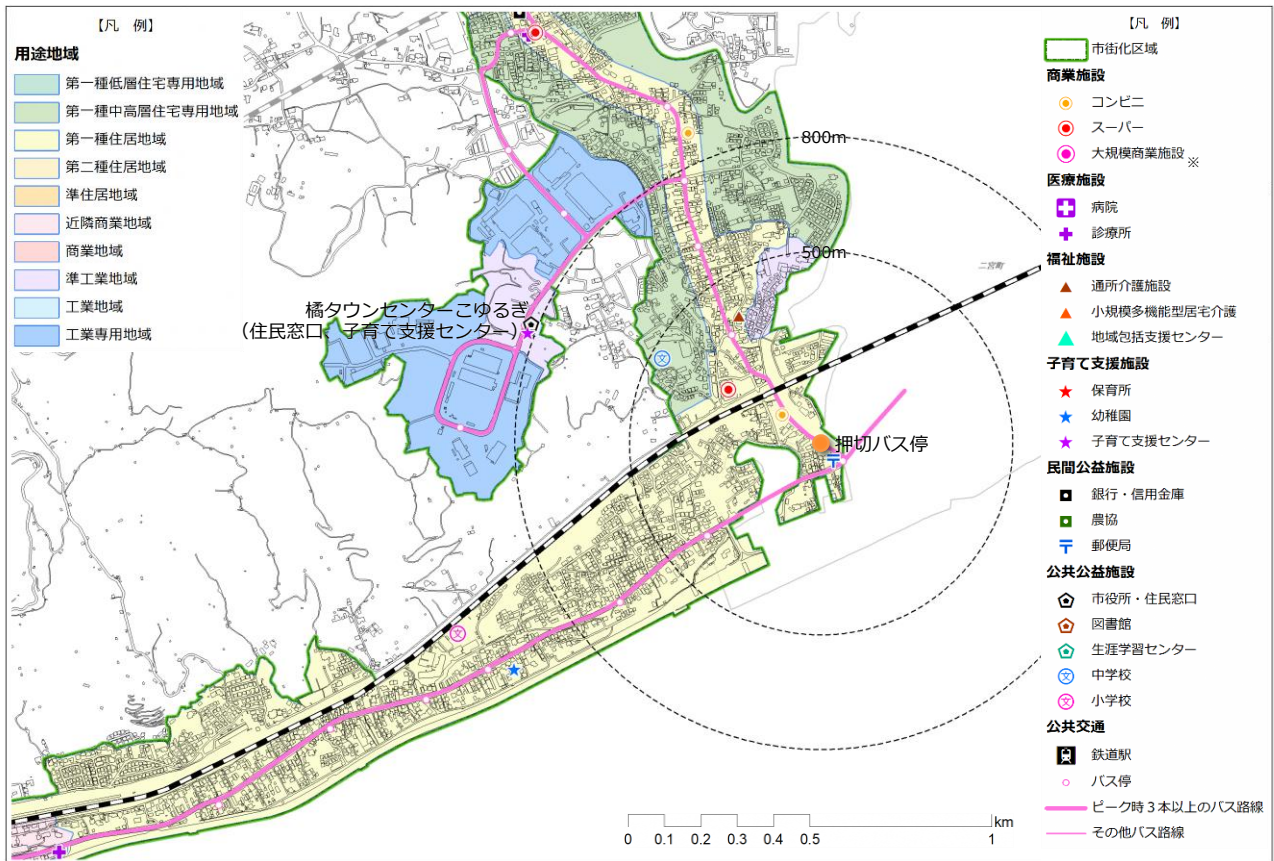 【凡 例】
用途地域
第一種低層住宅専用地域
第一種中高層住宅専用地域
第一種住居地域
第二種住居地域
準住居地域
近隣商業地域
商業地域
準工業地域
工業地域
工業専用地域
800m
500m
二宮町
橘タウンセンターこゆるぎ
(住民窓口、子育て支援センター)
文
押切バス停
文
km
0 0.1 0.2 0.3 0.4 0.5 1
【凡 例】
市街化区域
商業施設
コンビニ
スーパー
大規模商業施設※
医療施設
病院
診療所
福祉施設
通所介護施設
小規模多機能型居宅介護
地域包括支援センター
子育て支援施設
保育所
幼稚園
子育て支援センター
民間公益施設
銀行・信用金庫
農協
郵便局
公共公益施設
市役所・住民窓口
図書館
生涯学習センター
文 中学校
文 小学校
公共交通
鉄道駅
バス停
ピーク時3本以上のバス路線
その他バス路線